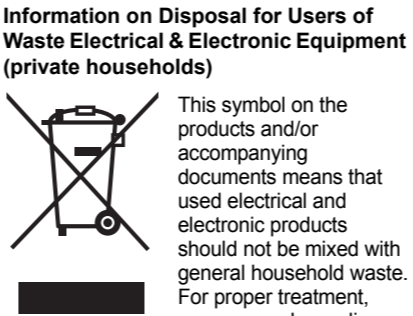 Information on Disposal for Users of
Waste Electrical & Electronic Equipment
(private households)
This symbol on the
products and/or
accompanying
documents means that
used electrical and
electronic products
should not be mixed with
general household waste.
For proper treatment,